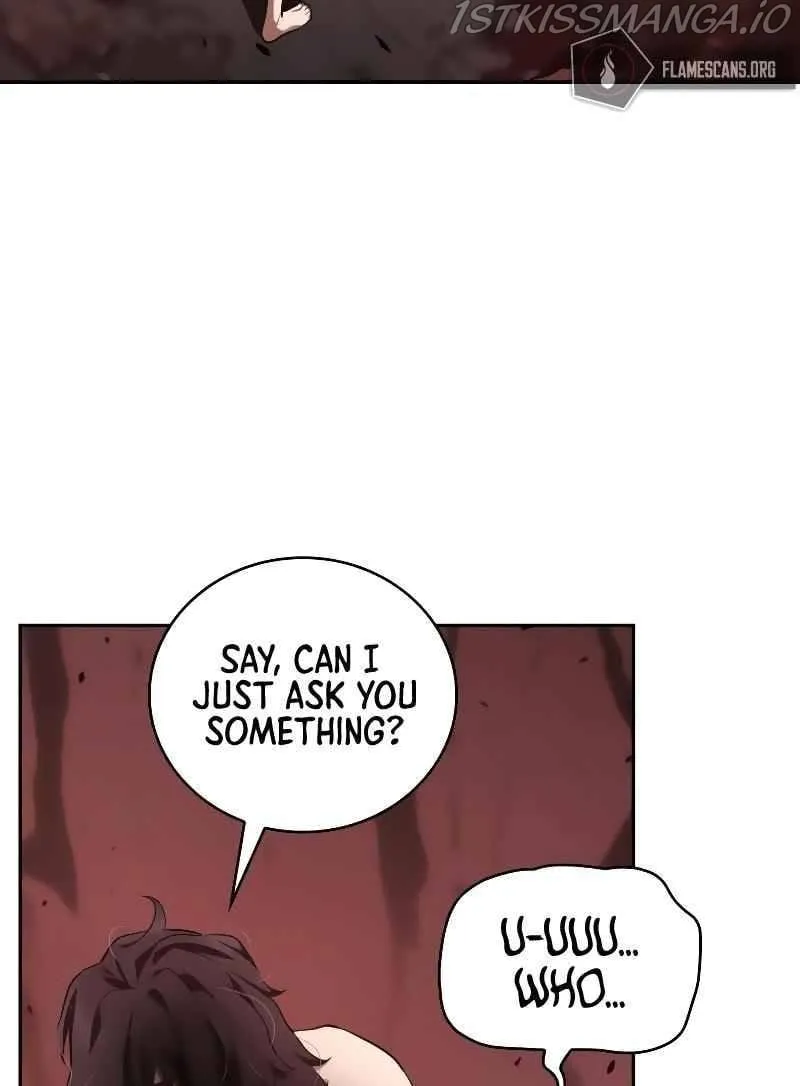 1STKISSMANGA.IO
FLAMESCANS.ORG
SAY, CAN I
JUST ASK YOU
SOMETHING?
U-UUU...
WHO...